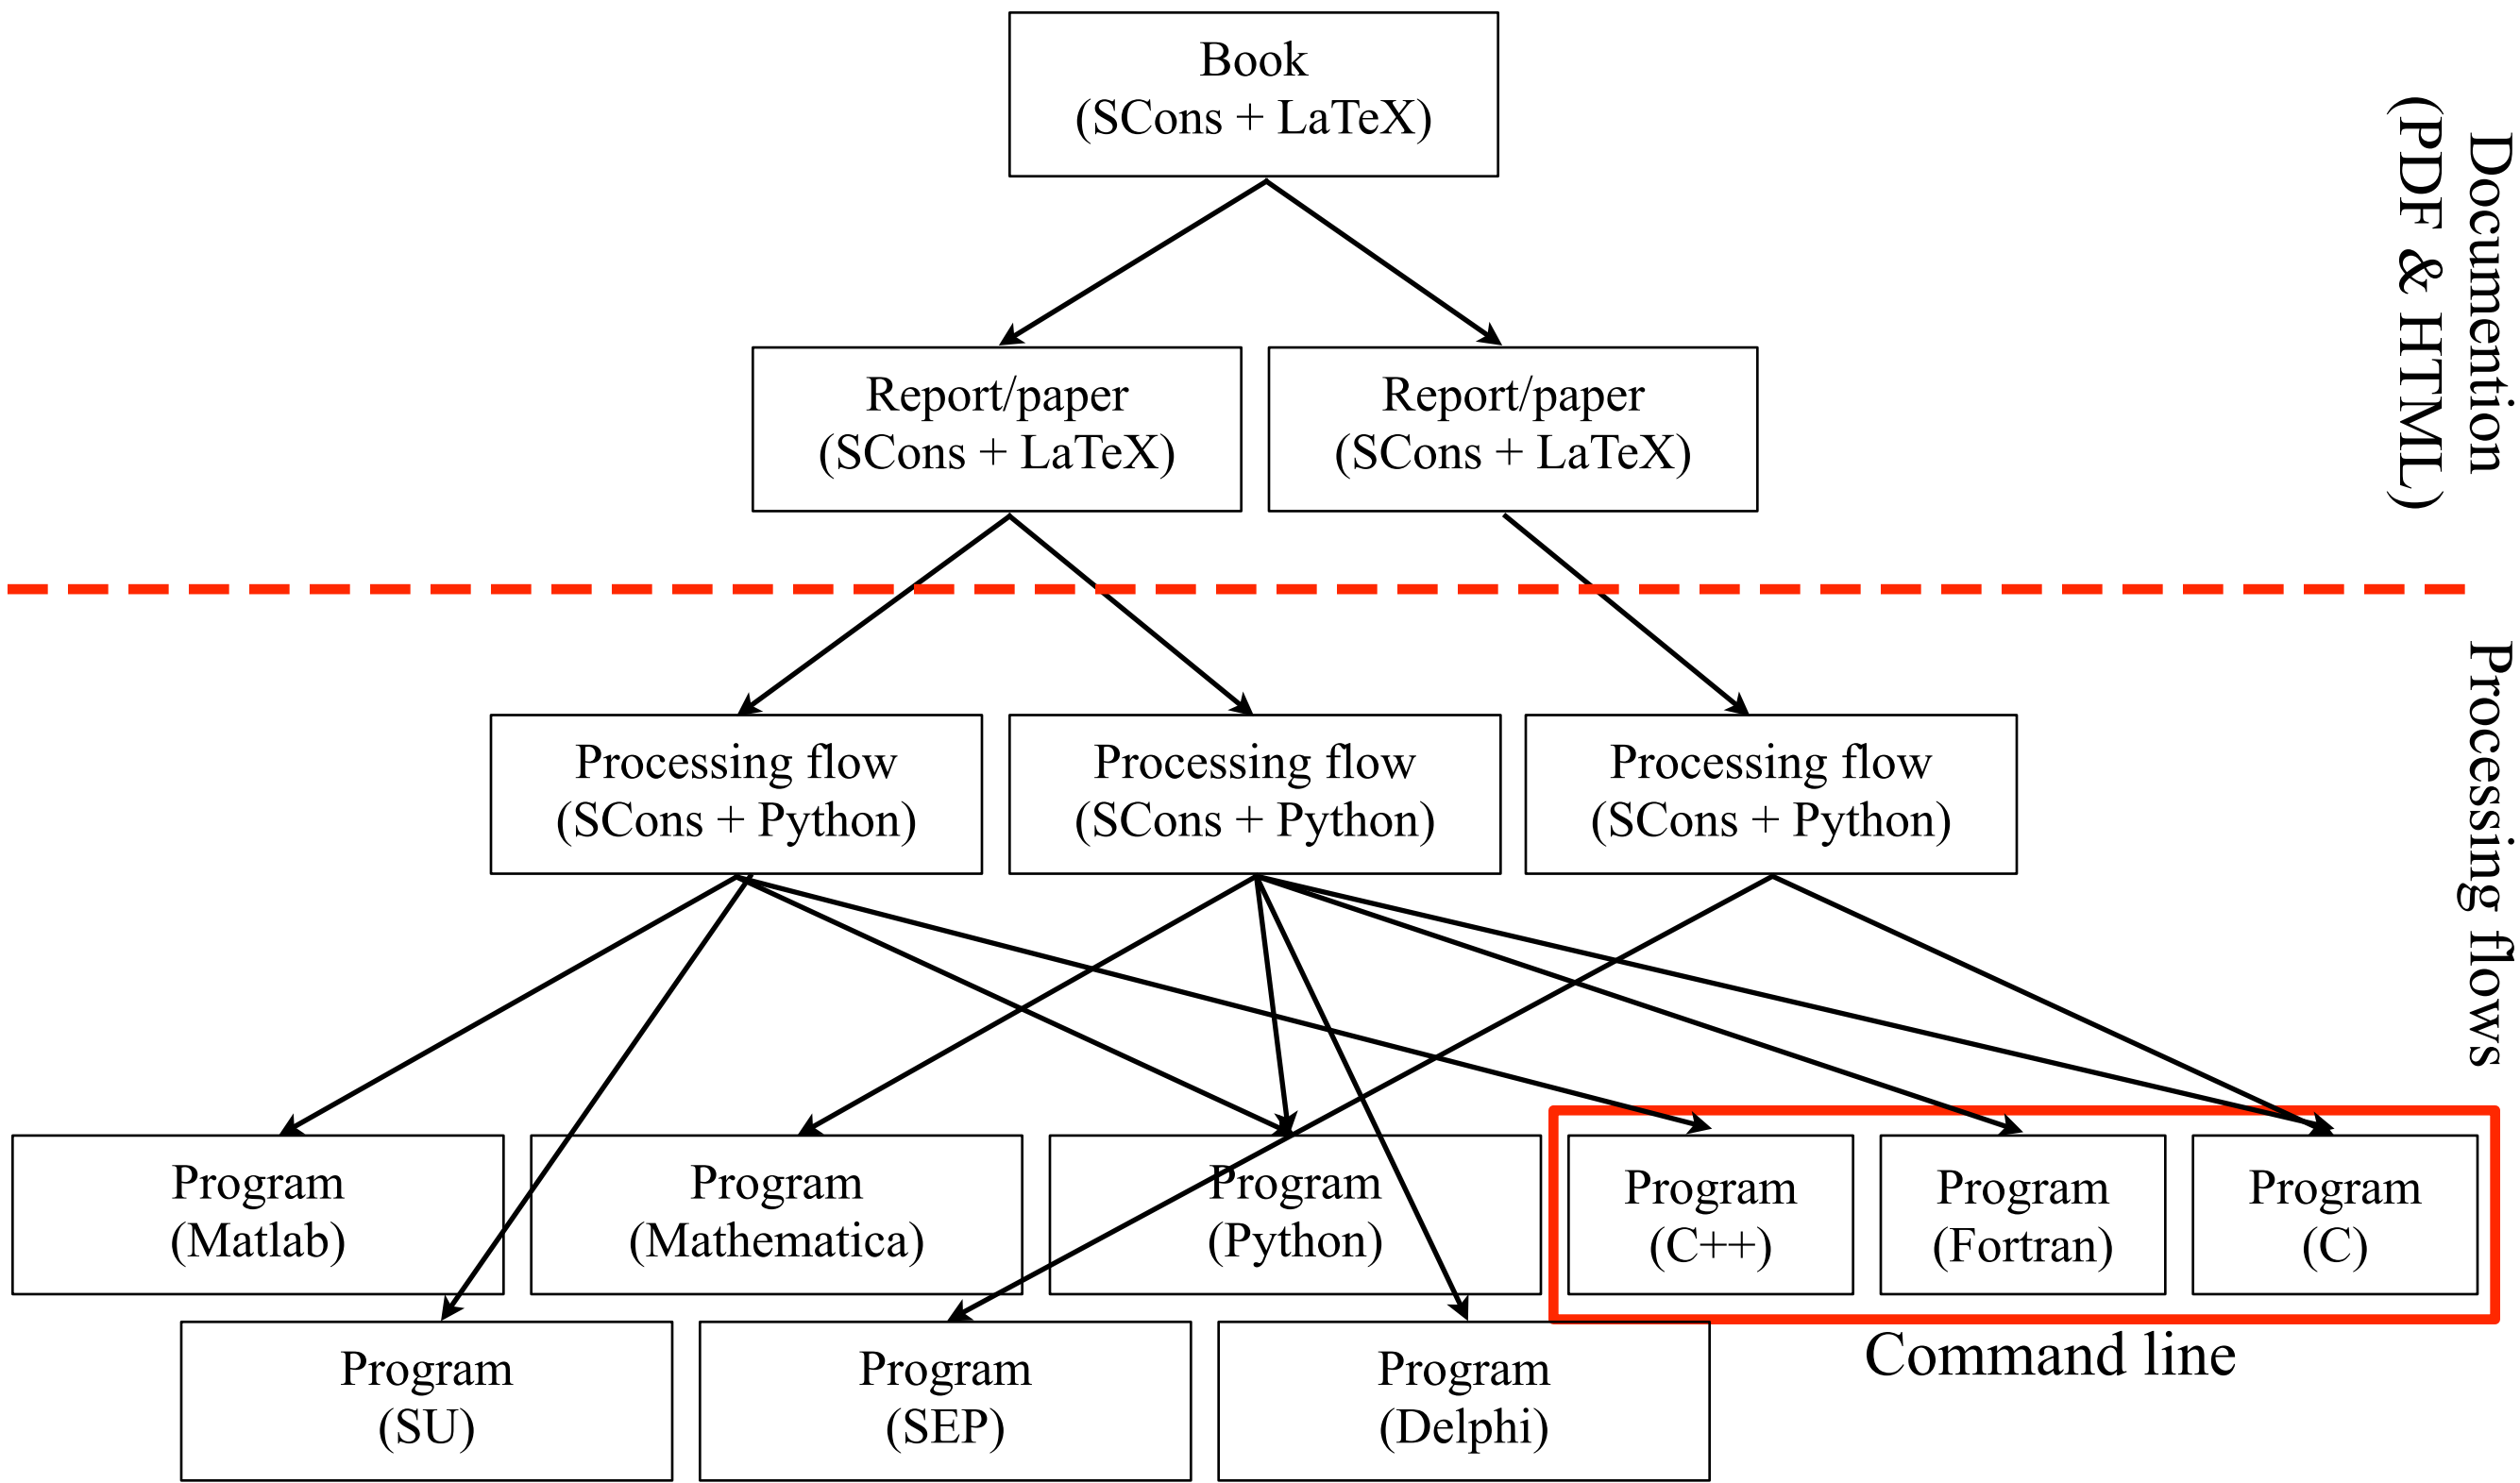 Book
(SCons + LaTeX)
Documention
(PDF & HTML)
Report/paper
(SCons + LaTeX)
Report/paper
(SCons + LaTeX)
Processing flows
Processing flow
(SCons + Python)
Processing flow
(SCons + Python)
Processing flow
(SCons + Python)
Program
(Matlab)
Program
(Mathematica)
Program
(Python)
Program
(C++)
Program
(Fortran)
Program
(C)
Command line
Program
(SU)
Program
(SEP)
Program
(Delphi)